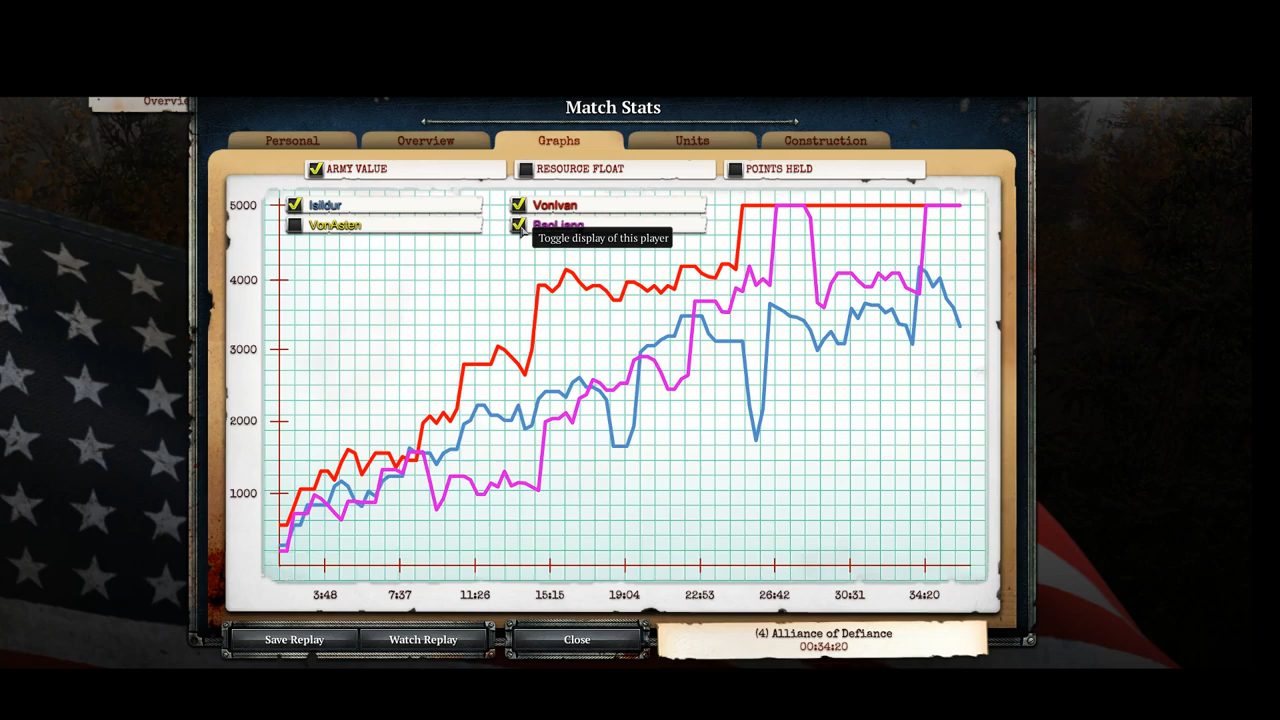 Match Stats
Personal Overview Graphs Units Construction
ARMY VALUE RESOURCE FLOAT POINTS HELD
5000
Isildur VonIvan
VonAsten
Toggle display of this player
4000
3000
2000
1000
3:48 7:37 11:26 15:15 19:04 22:53 26:42 30:31 34:20
Save Replay Watch Replay Close
(4) Alliance of Defiance
00:34:20